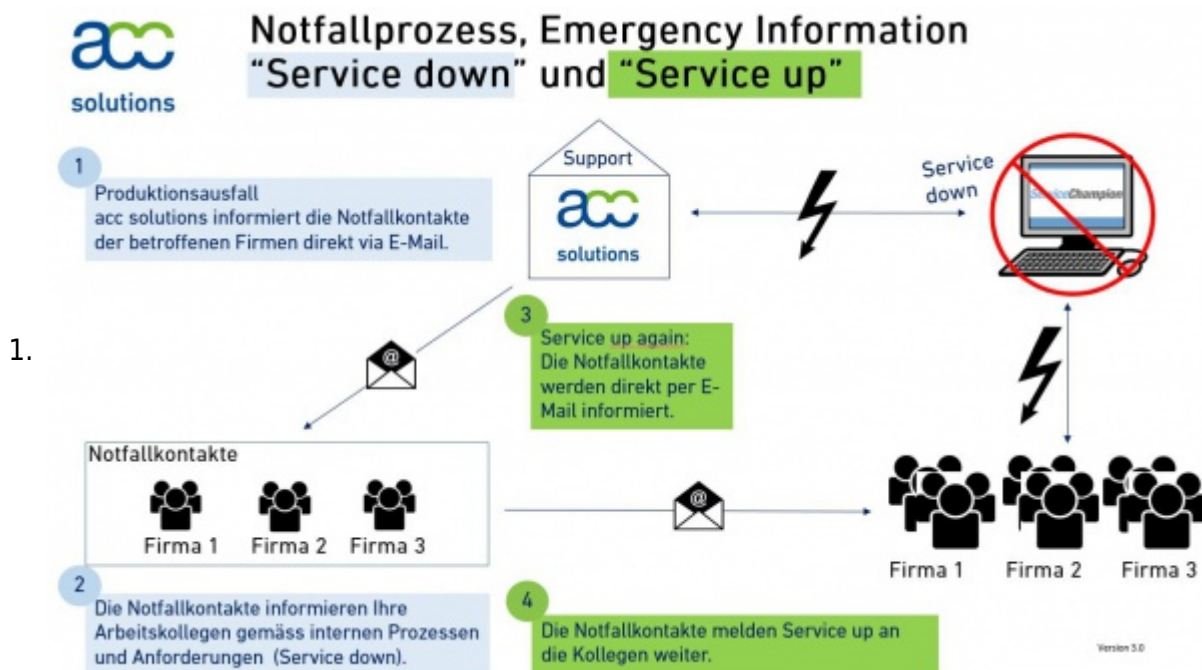 acc
solutions
Notfallprozess, Emergency Information
“Service down” und “Service up”
1
Produktionsausfall
acc solutions informiert die Notfallkontakte
der betroffenen Firmen direkt via E-Mail.
Support
acc
solutions
Service
down
ServiceChampion
1.
3
Service up again:
Die Notfallkontakte
werden direkt per E-
Mail informiert.
@
Notfallkontakte
Firma 1 Firma 2 Firma 3
@
Firma 1 Firma 2 Firma 3
2
Die Notfallkontakte informieren Ihre
Arbeitskollegen gemäss internen Prozessen
und Anforderungen (Service down).
4
Die Notfallkontakte melden Service up an
die Kollegen weiter.
Version 3.0